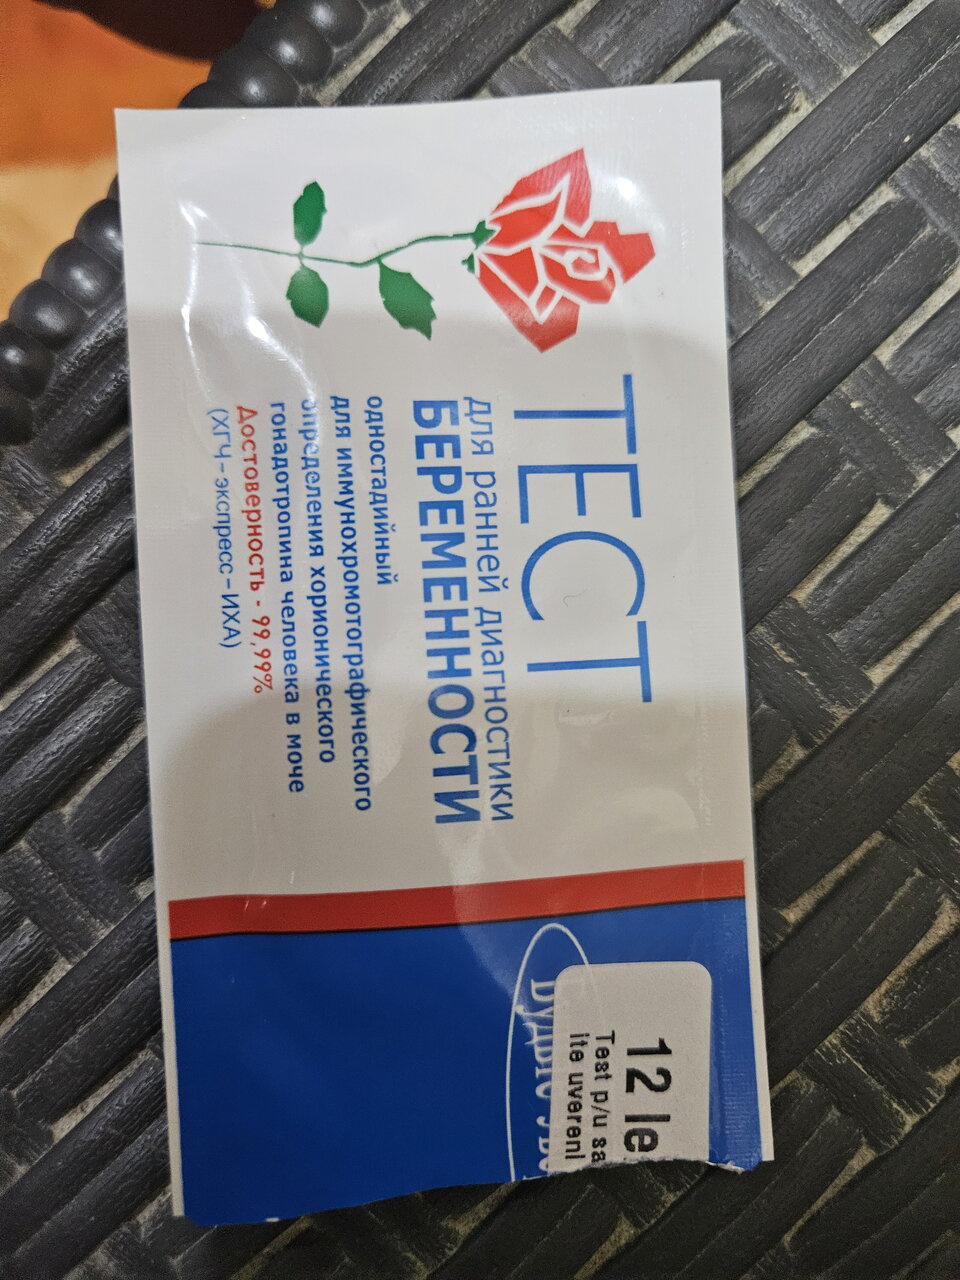 ТЕСТ
для ранней диагностики
БЕРЕМЕННОСТИ
одностадийный
для иммунохромотографического
определения хорионического
гонадотропина человека в моче
Достоверность - 99,99%
(ХГЧ-экспресс-ИХА)
12 le
Test p/u sa
ite uverenI